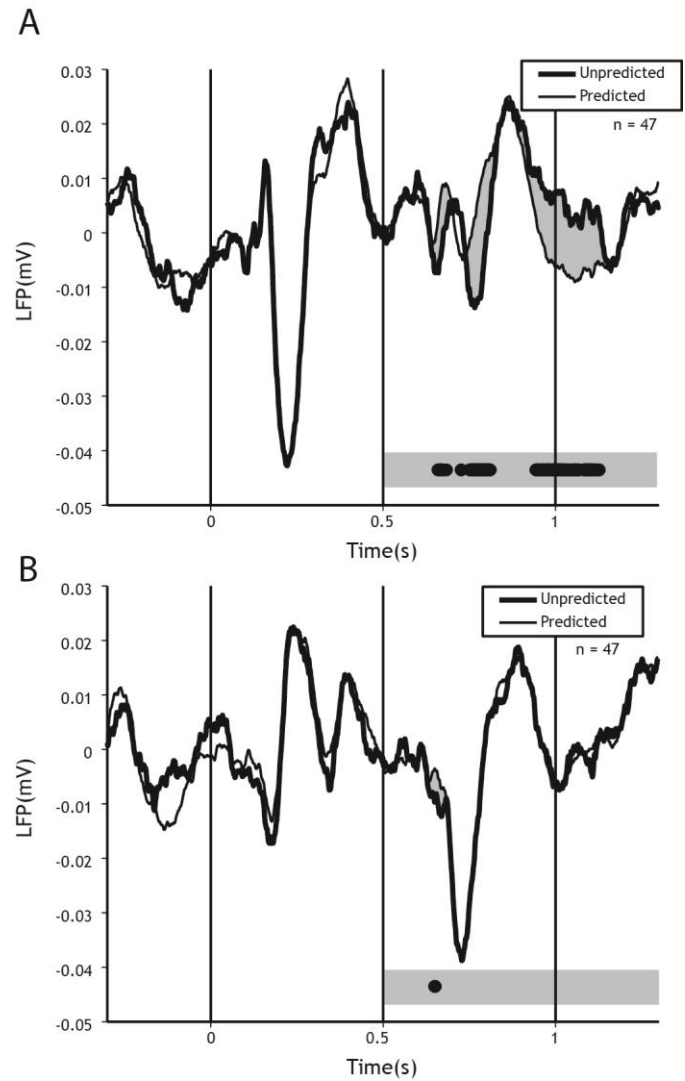 A
0.03
0.02
0.01
0
-0.01
-0.02
-0.03
-0.04
-0.05
LFP(mV)
Unpredicted
Predicted
n = 47
0
0.5
1
Time(s)
B
0.03
0.02
0.01
0
-0.01
-0.02
-0.03
-0.04
-0.05
LFP(mV)
Unpredicted
Predicted
n = 47
0
0.5
1
Time(s)